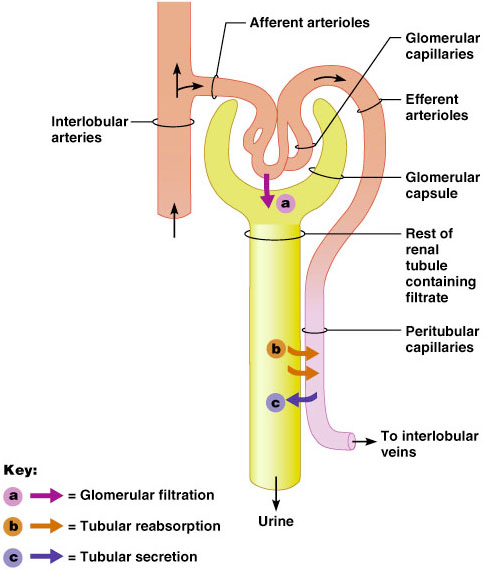 Afferent arterioles
Glomerular
capillaries
Interlobular
arteries
Efferent
arterioles
Glomerular
capsule
a
Rest of
renal
tubule
containing
filtrate
Peritubular
capillaries
b
c
To interlobular
veins
Urine
Key:
a = Glomerular filtration
b = Tubular reabsorption
c = Tubular secretion